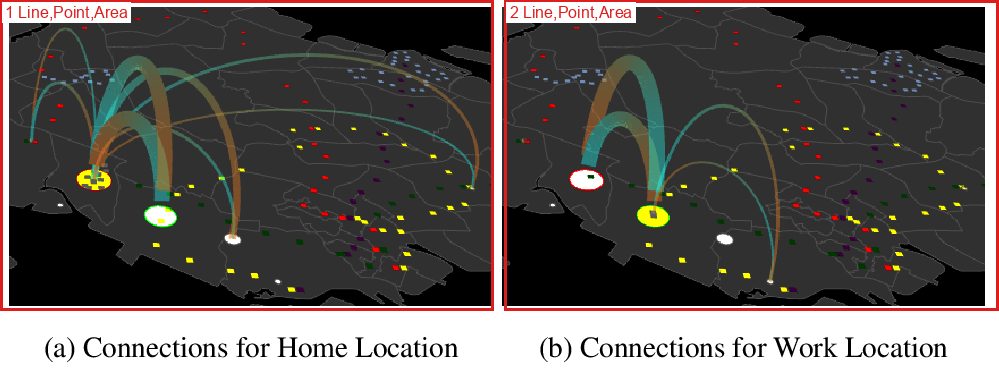 1 Line,Point,Area
2 Line,Point,Area
(a) Connections for Home Location
(b) Connections for Work Location